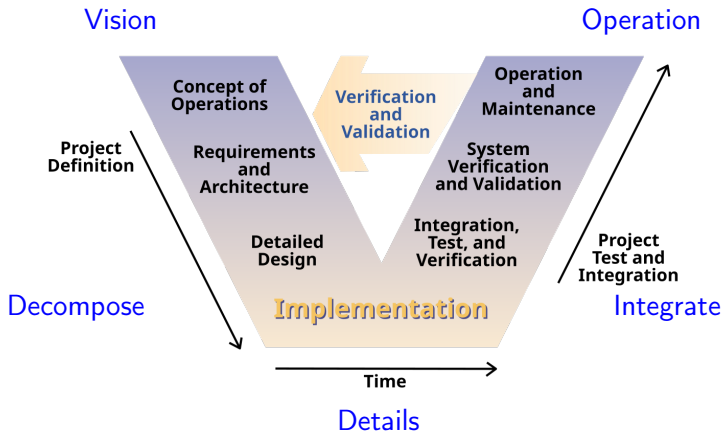 Vision
Operation
Concept of
Operations
Verification
and
Validation
Operation
and
Maintenance
Project
Definition
Requirements
and
Architecture
System
Verification
and Validation
Detailed
Design
Integration,
Test, and
Verification
Project
Test and
Integration
Decompose
Implementation
Integrate
Time
Details